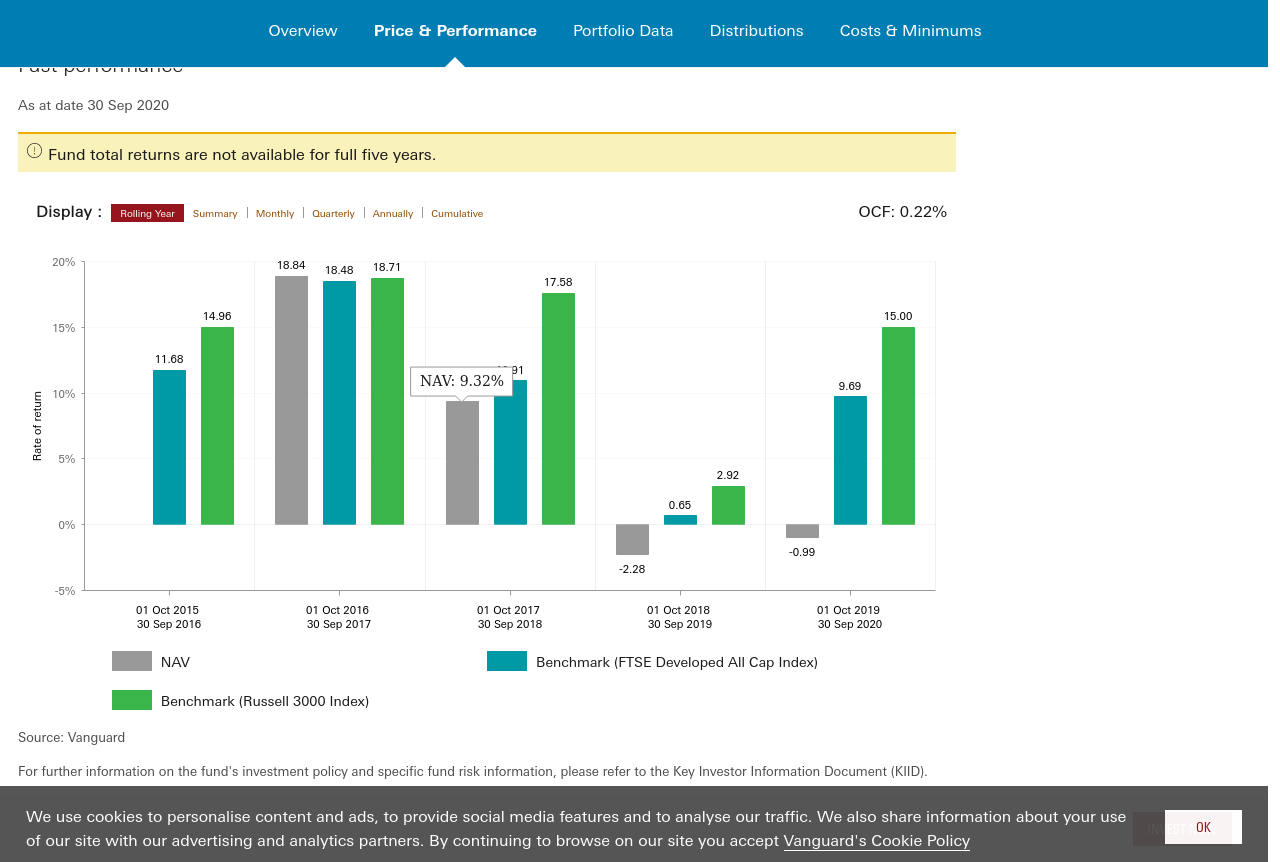 Overview
Price & Performance
Portfolio Data
Distributions
Costs & Minimums
Past performance
As at date 30 Sep 2020
Fund total returns are not available for full five years.
Display : Rolling Year Summary Monthly Quarterly Annually Cumulative
OCF: 0.22%
Rate of return
20%
15%
10%
5%
0%
-5%
11.68
14.96
18.84
18.48
18.71
NAV: 9.32%
.91
17.58
-2.28
0.65
2.92
-0.99
9.69
15.00
01 Oct 2015
30 Sep 2016
01 Oct 2016
30 Sep 2017
01 Oct 2017
30 Sep 2018
01 Oct 2018
30 Sep 2019
01 Oct 2019
30 Sep 2020
NAV
Benchmark (FTSE Developed All Cap Index)
Benchmark (Russell 3000 Index)
Source: Vanguard
For further information on the fund's investment policy and specific fund risk information, please refer to the Key Investor Information Document (KIID).
We use cookies to personalise content and ads, to provide social media features and to analyse our traffic. We also share information about your use
of our site with our advertising and analytics partners. By continuing to browse on our site you accept Vanguard's Cookie Policy
OK